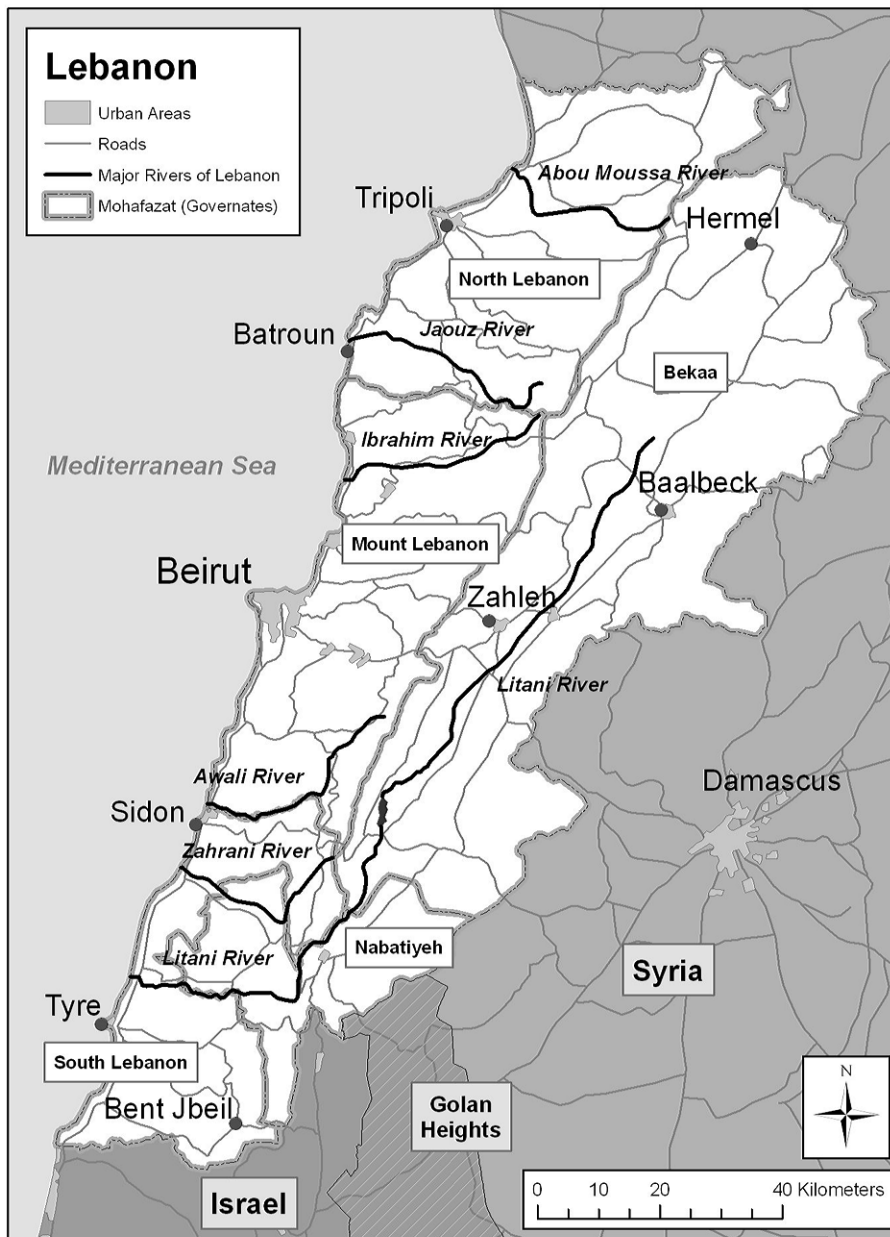 Lebanon
Urban Areas
Roads
Major Rivers of Lebanon
Mohafazat (Governates)
Abou Moussa River
Tripoli
Hermel
North Lebanon
Jaouz River
Batroun
Bekaa
Ibrahim River
Mediterranean Sea
Baalbeck
Mount Lebanon
Beirut
Zahleh
Litani River
Awali River
Damascus
Sidon
Zahrani River
Nabatiyeh
Litani River
Syria
Tyre
South Lebanon
N
Bent Jbeil
Golan
Heights
Israel
0 10 20 40 Kilometers